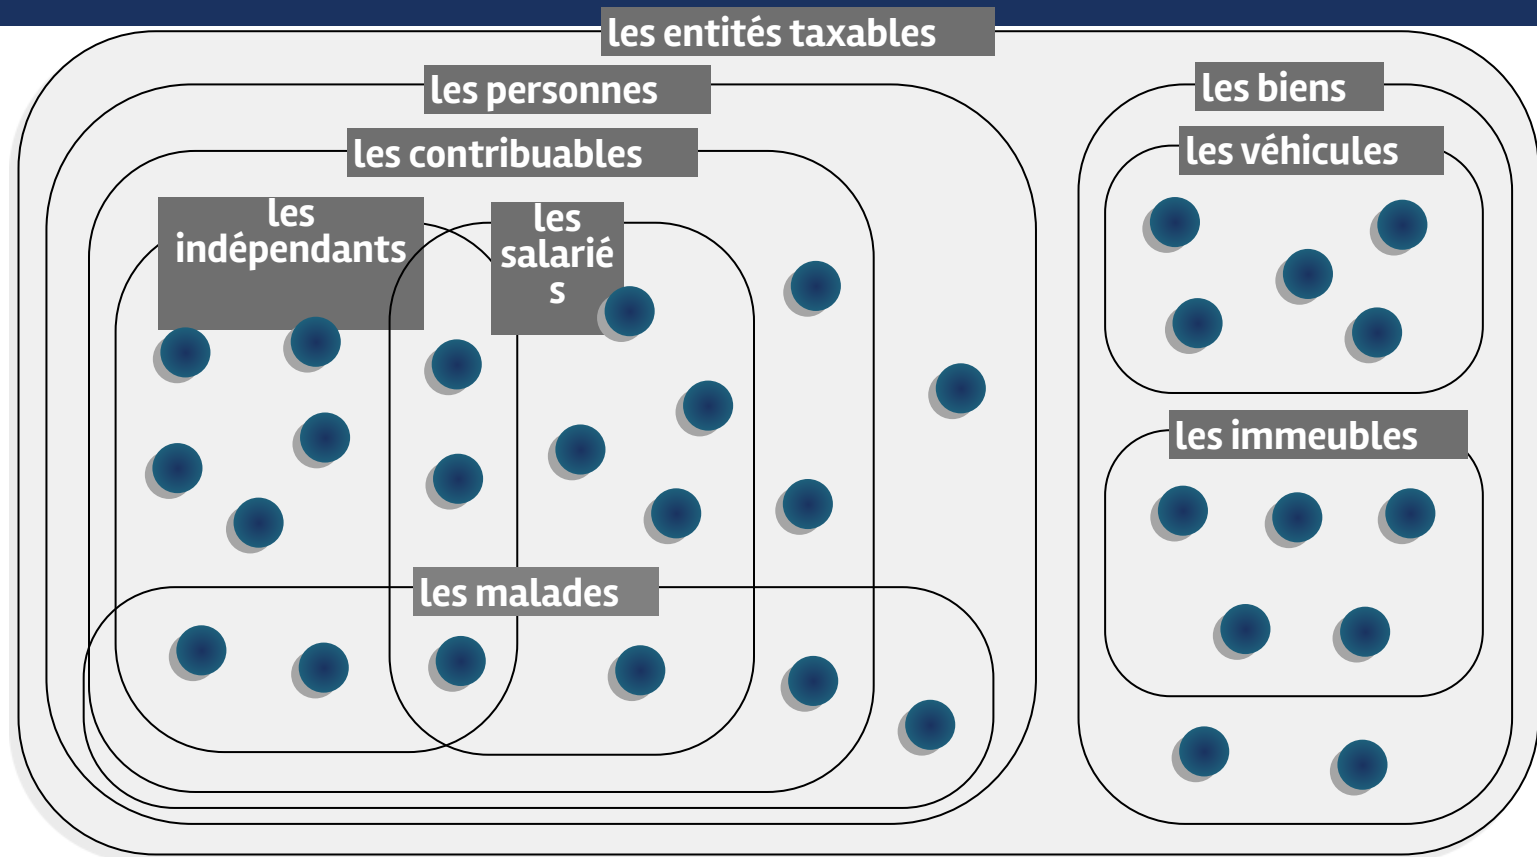 les entités taxables
les personnes
les biens
les contribuables
les véhicules
les
indépendants
les
salarié
s
les immeubles
les malades